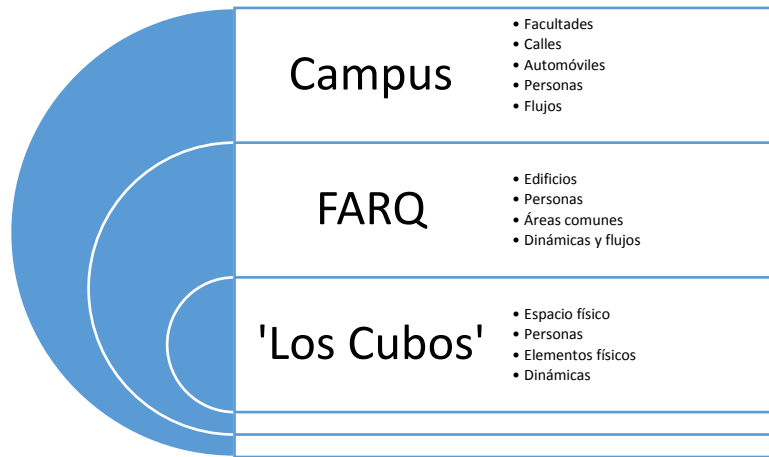 Campus
• Facultades
• Calles
• Automóviles
• Personas
• Flujos
FARQ
• Edificios
• Personas
• Áreas comunes
• Dinámicas y flujos
'Los Cubos'
• Espacio físico
• Personas
• Elementos físicos
• Dinámicas